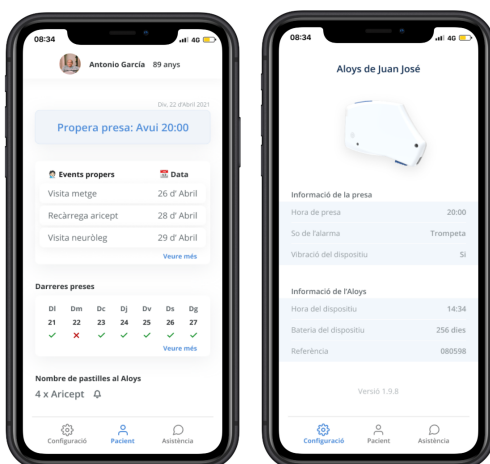 08:34
4G
Antonio García 89 anys
Div, 22 d'Abril 2021
Propera presa: Avui 20:00
Events propers Data
Visita metge 26 d' Abril
Recàrrega aricept 28 d' Abril
Visita neuròleg 29 d' Abril
Veure més
Darreres preses
Dl Dm Dc Dj Dv Ds Dg
21 22 23 24 25 26 27
Veure més
Nombre de pastilles al Aloys
4 x Aricept
Configuració Pacient Asistència
08:34
4G
Aloys de Juan José
Informació de la presa
Hora de presa 20:00
So de l'alarma Trompeta
Vibració del dispositiu Si
Informació de l'Aloys
Hora del dispositiu 14:34
Bateria del dispositiu 256 dies
Referència 080598
Versió 1.9.8
Configuració Pacient Asistència